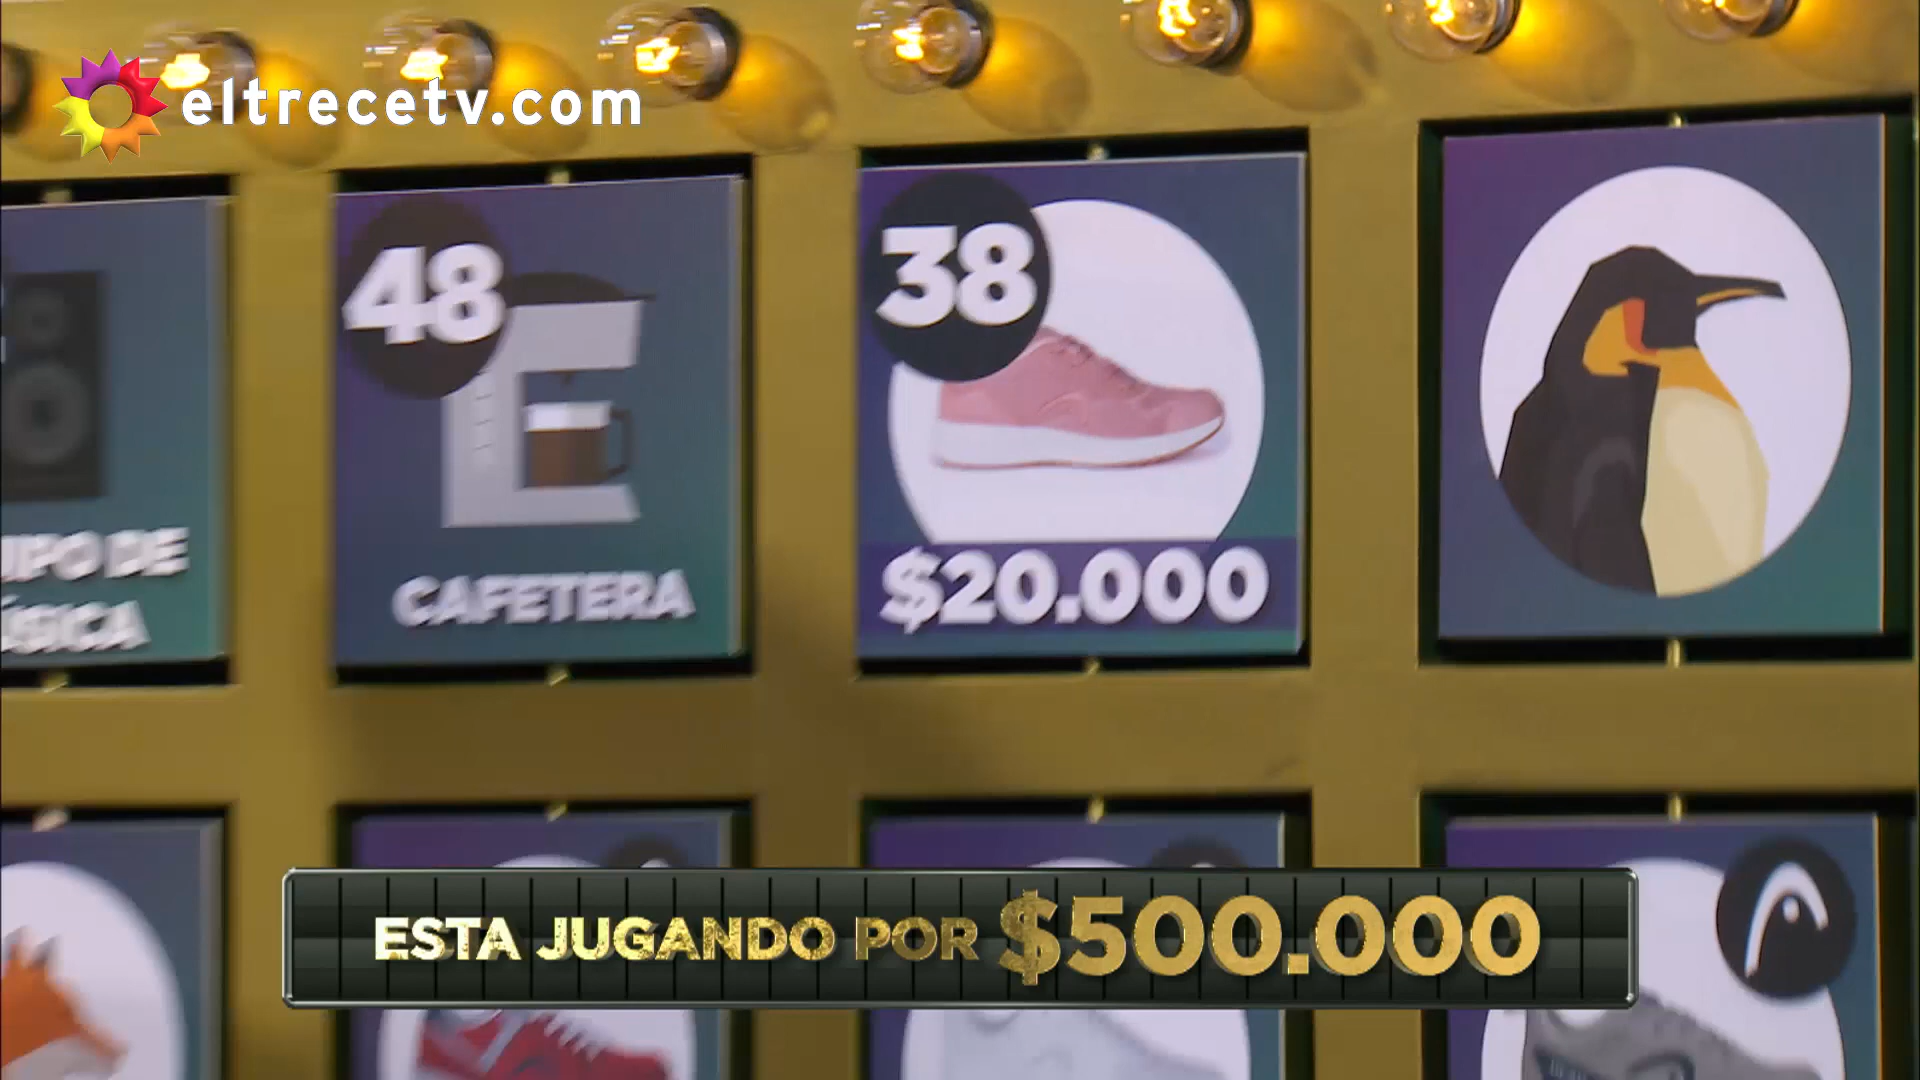 eltrecetv.com
48
CAFETERA
38
$20.000
ESTA JUGANDO POR $500.000